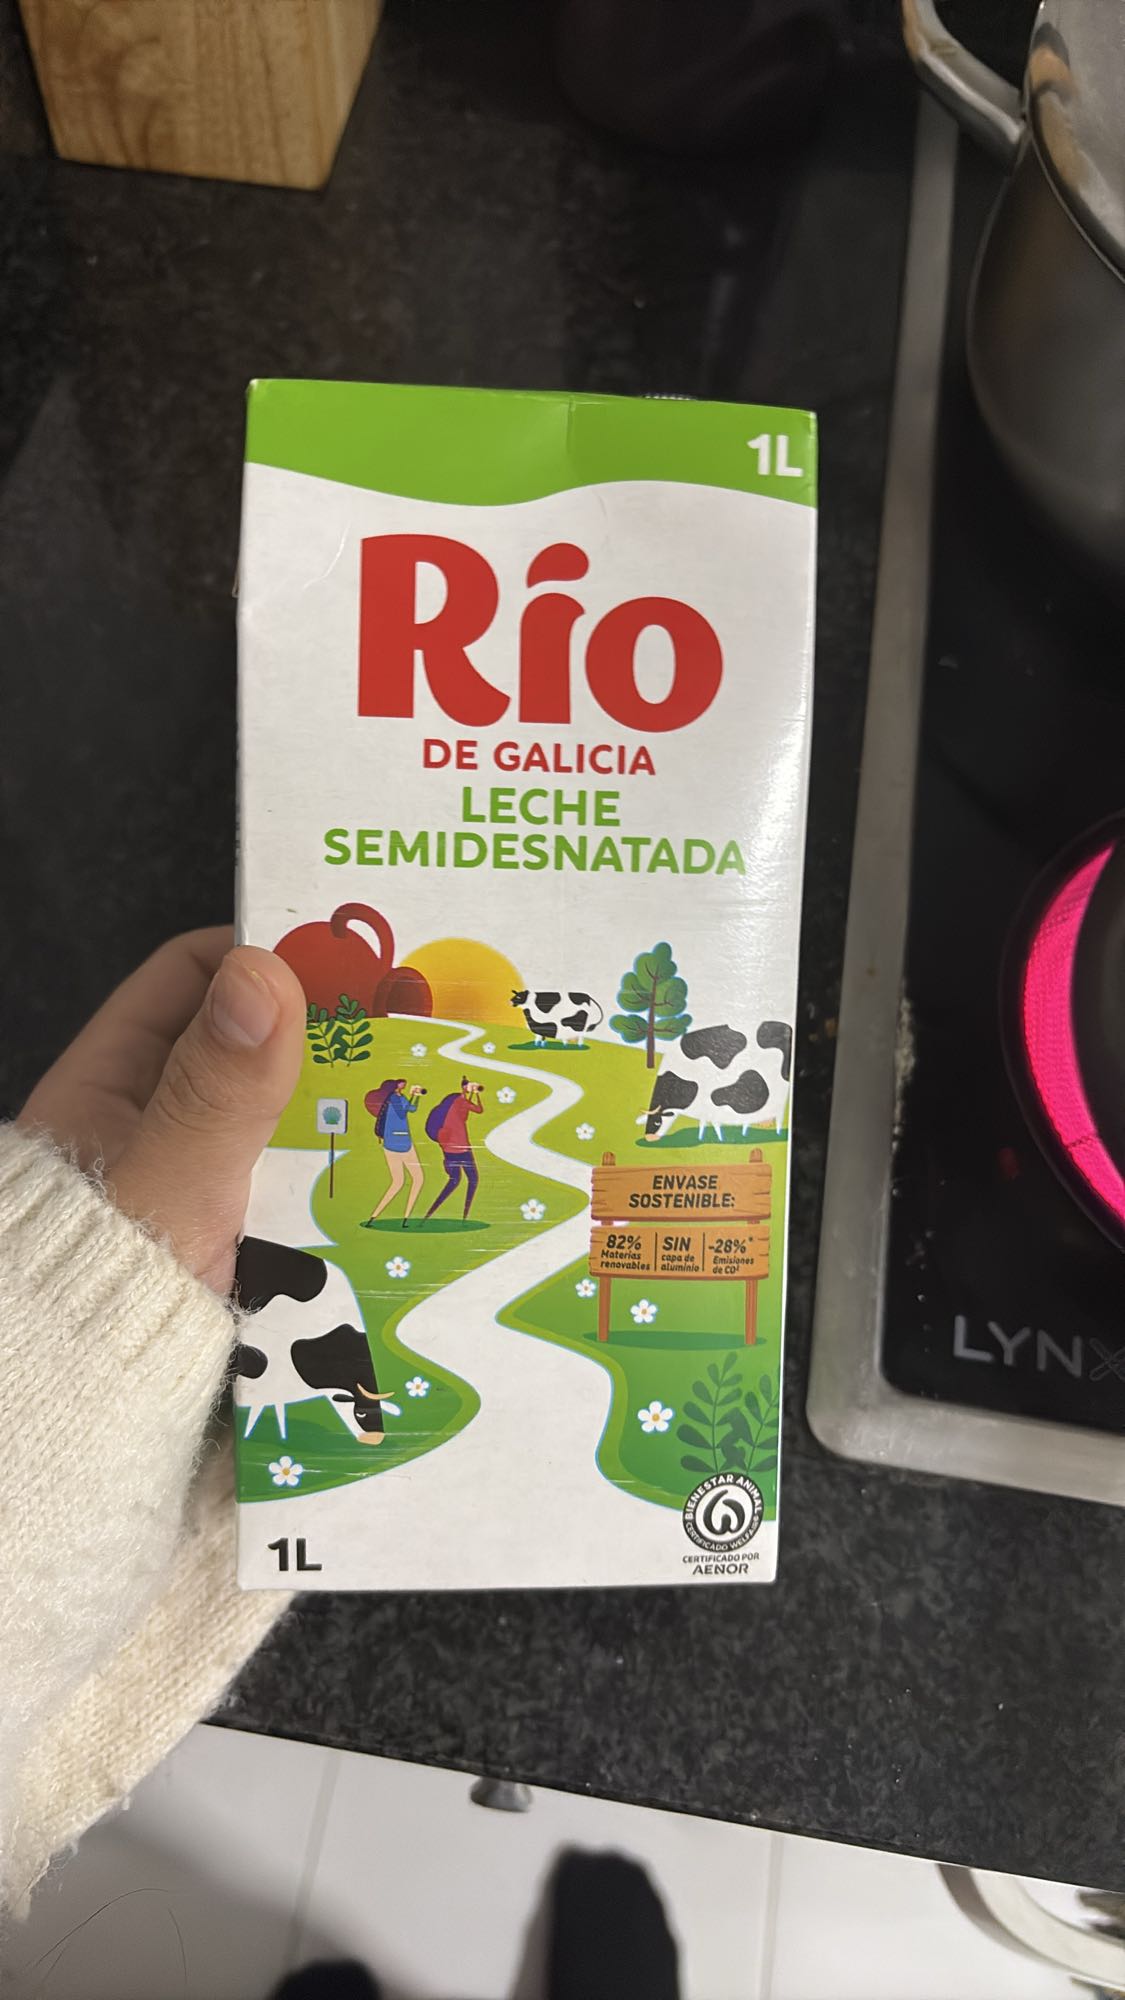 1L
Río
DE GALICIA
LECHE
SEMIDESNATADA
ENVASE
SOSTENIBLE:
82% SIN -28%*
Materias capa de Emisiones
renovables aluminio de CO²
BIENESTAR ANIMAL
CERTIFICADO WELFAIR
CERTIFICADO POR
AENOR
1L
LYNX